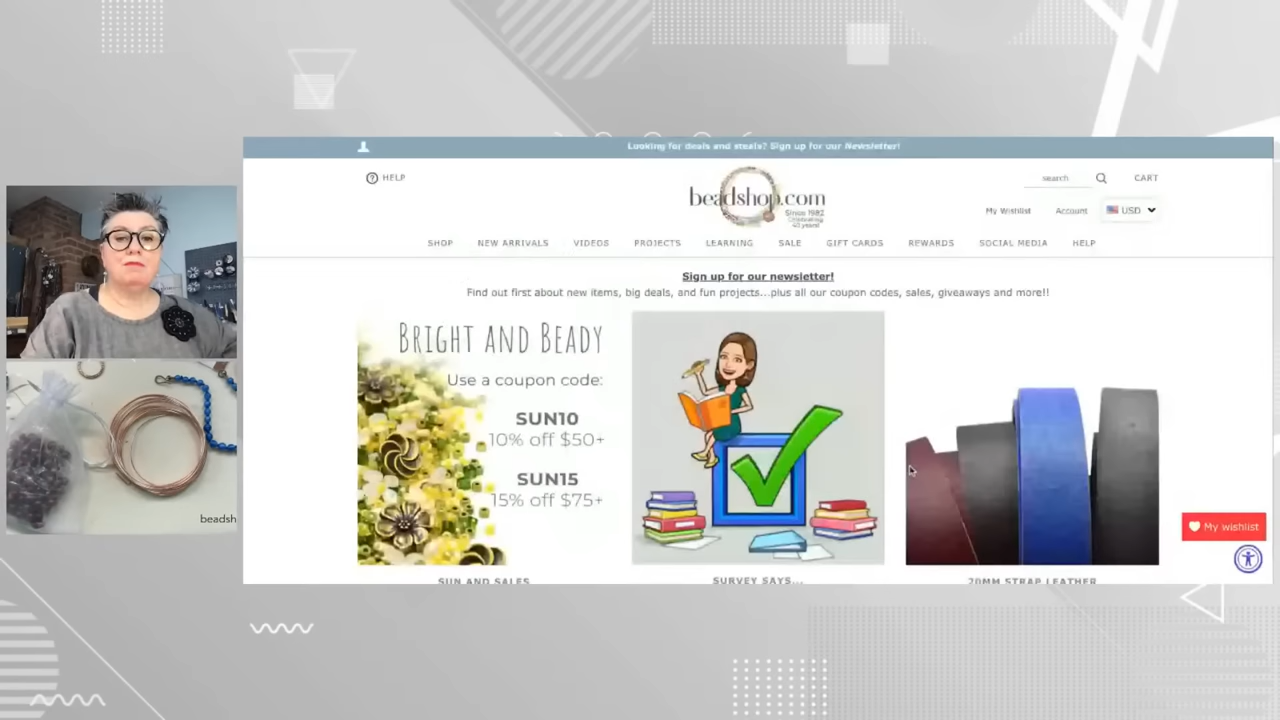 Looking for deals and steals? Sign up for our Newsletter!
HELP
beadshop.com
Since 1982
Celebrating
40 years!
search
CART
My Wishlist
Account
USD
SHOP
NEW ARRIVALS
VIDEOS
PROJECTS
LEARNING
SALE
GIFT CARDS
REWARDS
SOCIAL MEDIA
HELP
Sign up for our newsletter!
Find out first about new items, big deals, and fun projects...plus all our coupon codes, sales, giveaways and more!!
BRIGHT AND BEADY
Use a coupon code:
SUN10
10% off $50+
SUN15
15% off $75+
My wishlist
beadsh
SUN AND SALES
SURVEY SAYS...
20MM STRAP LEATHER